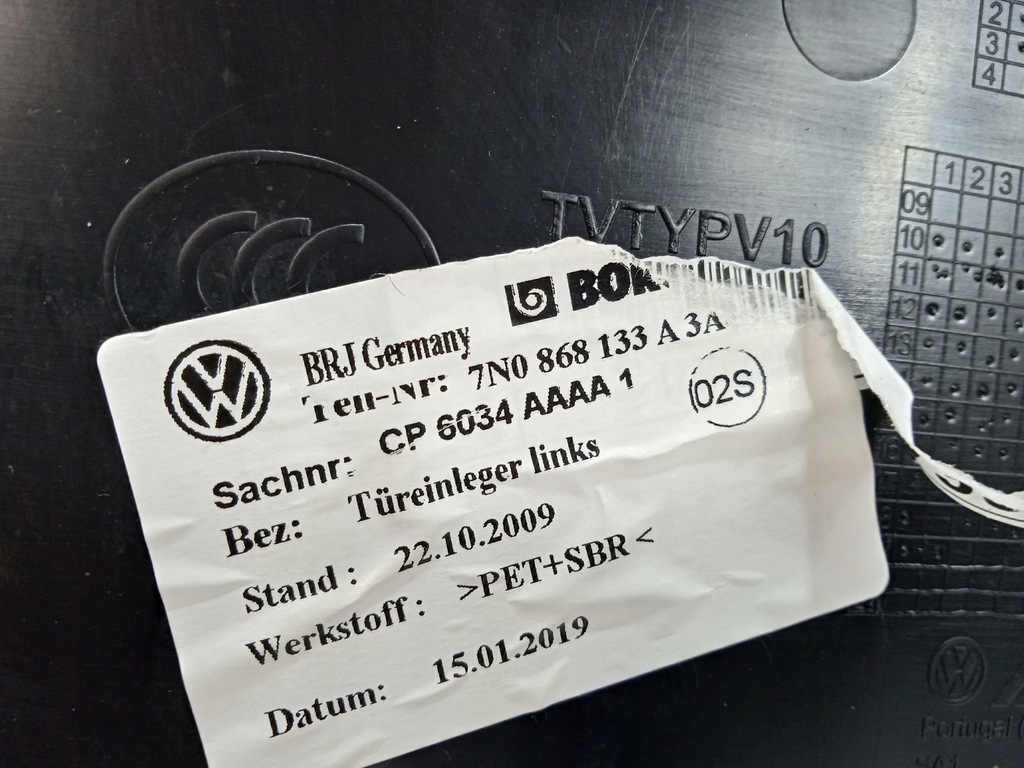 2
3
4
TVTYPV10
1 2 3
09
10
11
12
13
BRJ Germany
Teil-Nr: 7N0 868 133 A 3A
02S
Sachnr: CP 6034 AAAA 1
Bez: Türeinleger links
Stand : 22.10.2009
Werkstoff : >PET+SBR <
Datum: 15.01.2019
Portugal